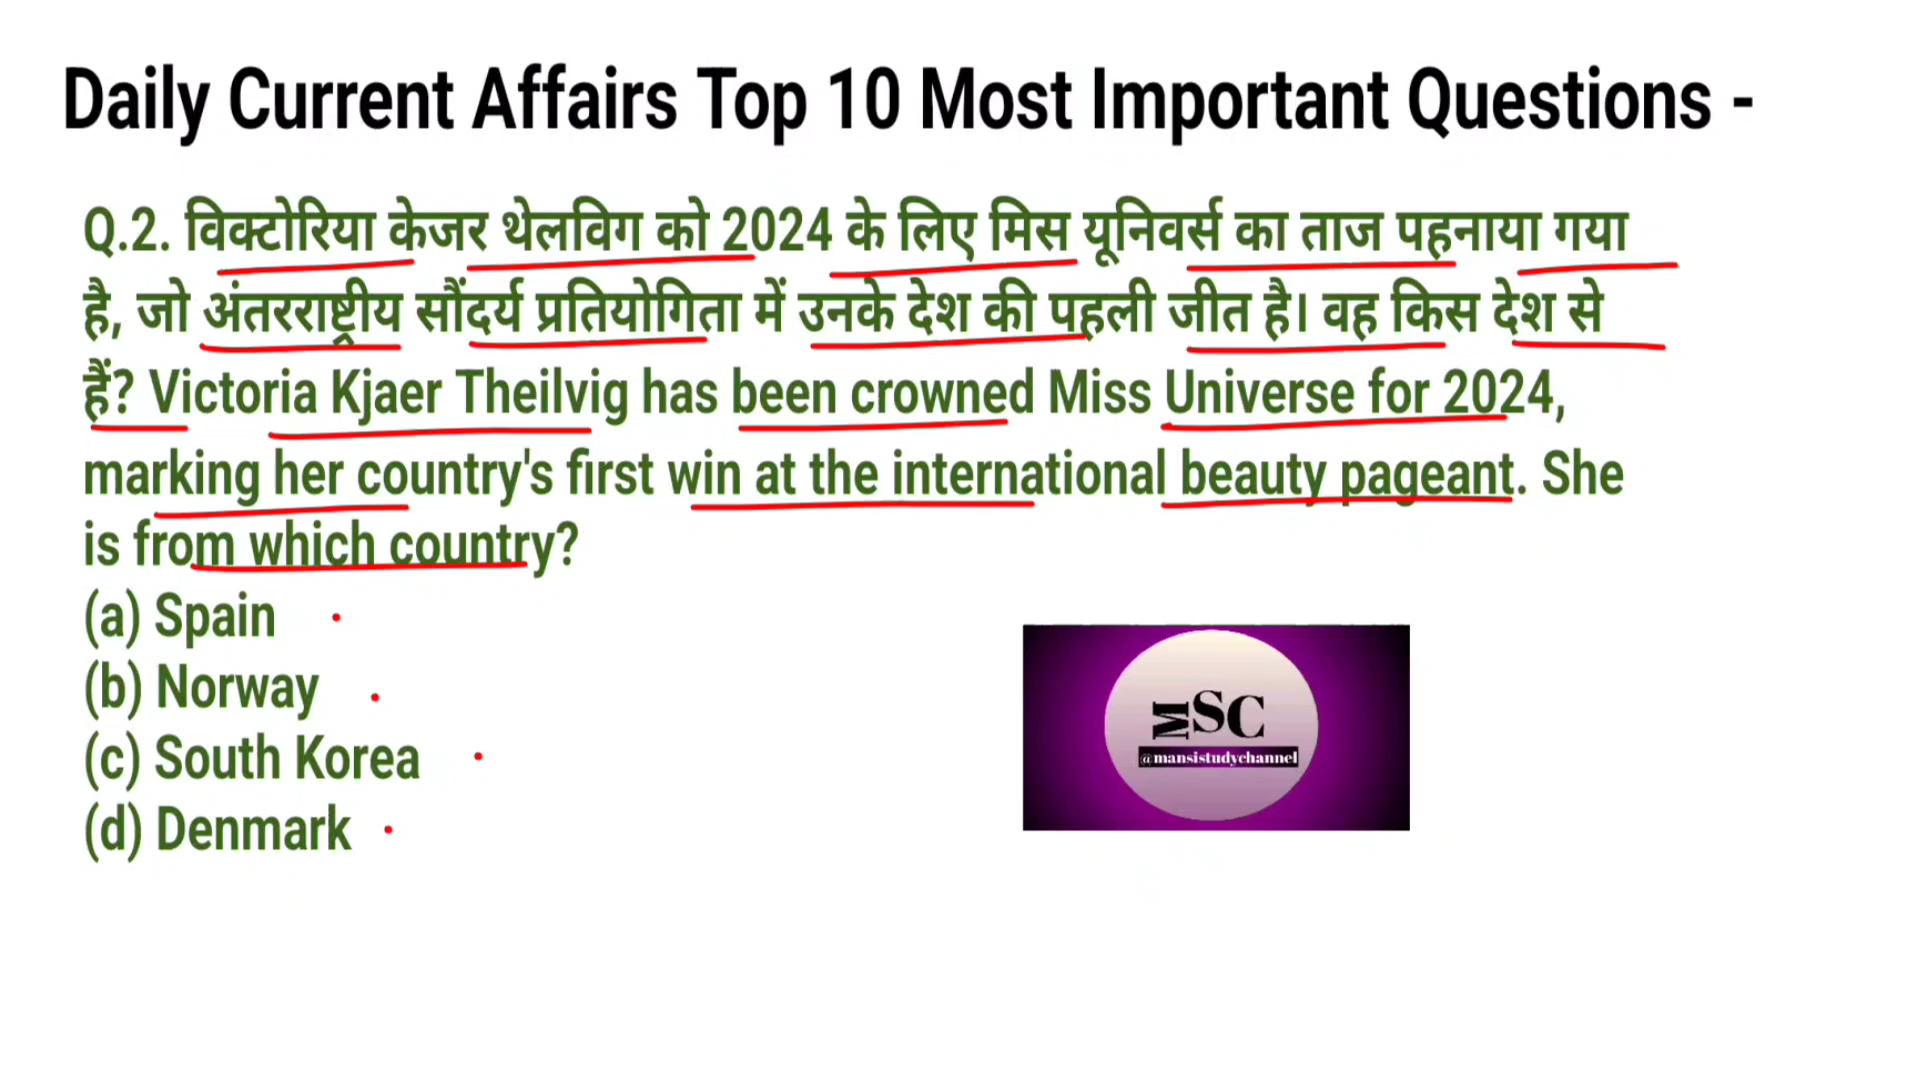 Daily Current Affairs Top 10 Most Important Questions -
Q.2. विक्टोरिया केजर थेलविग को 2024 के लिए मिस यूनिवर्स का ताज पहनाया गया
है, जो अंतरराष्ट्रीय सौंदर्य प्रतियोगिता में उनके देश की पहली जीत है। वह किस देश से
हैं? Victoria Kjaer Theilvig has been crowned Miss Universe for 2024,
marking her country's first win at the international beauty pageant. She
is from which country?
(a) Spain
(b) Norway
(c) South Korea
(d) Denmark
MSC
@mansistudychannel